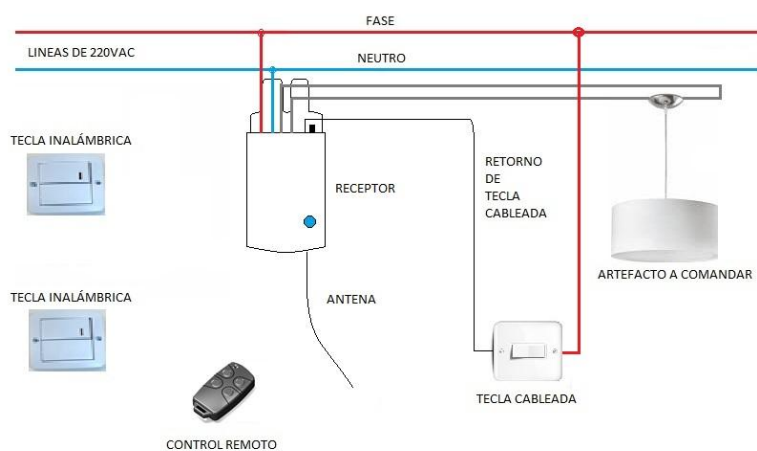 FASE
LINEAS DE 220VAC
NEUTRO
TECLA INALÁMBRICA
RECEPTOR
RETORNO
DE
TECLA
CABLEADA
ARTEFACTO A COMANDAR
TECLA INALÁMBRICA
ANTENA
TECLA CABLEADA
CONTROL REMOTO